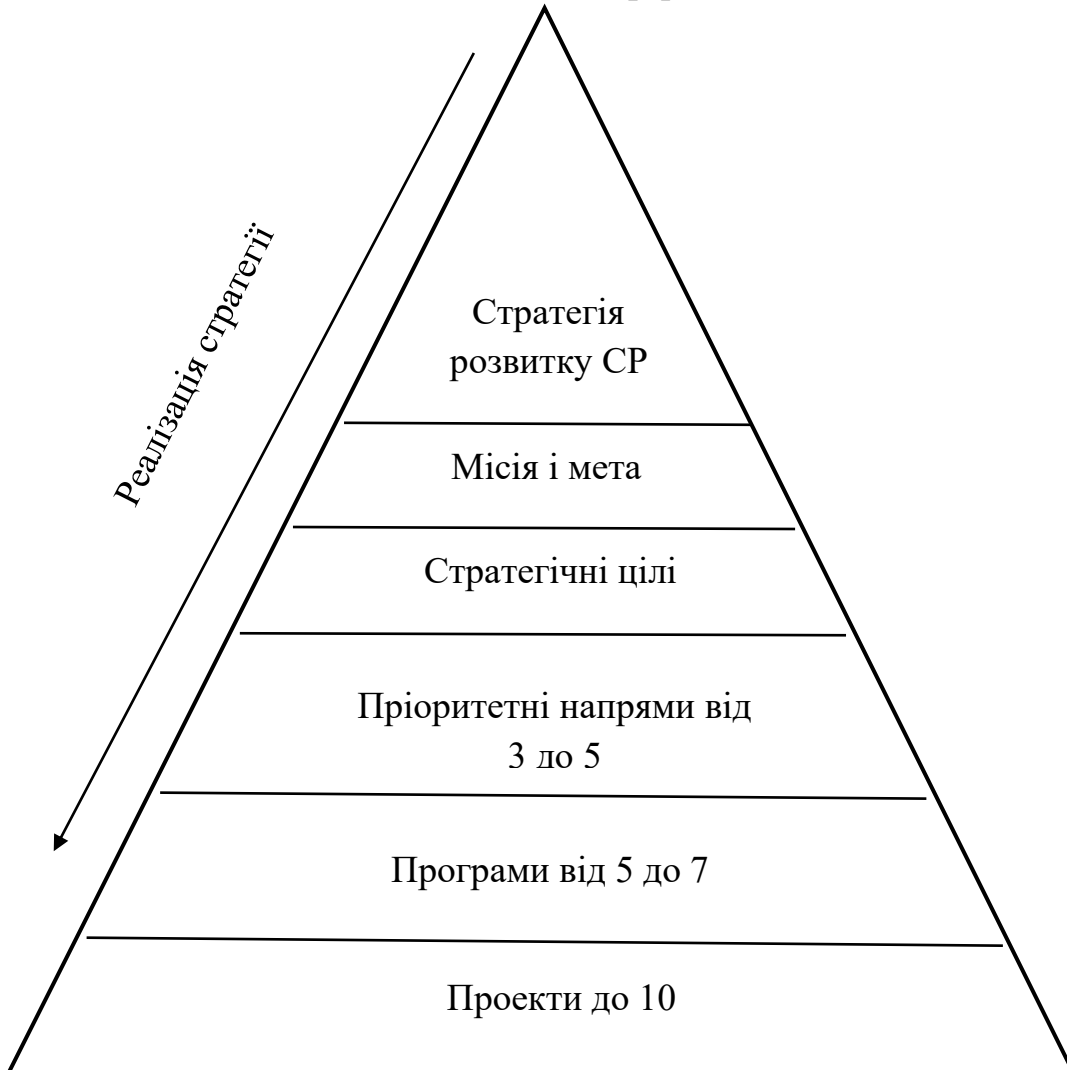 Реалізація стратегії
Стратегія
розвитку СР
Місія і мета
Стратегічні цілі
Пріоритетні напрями від
3 до 5
Програми від 5 до 7
Проекти до 10